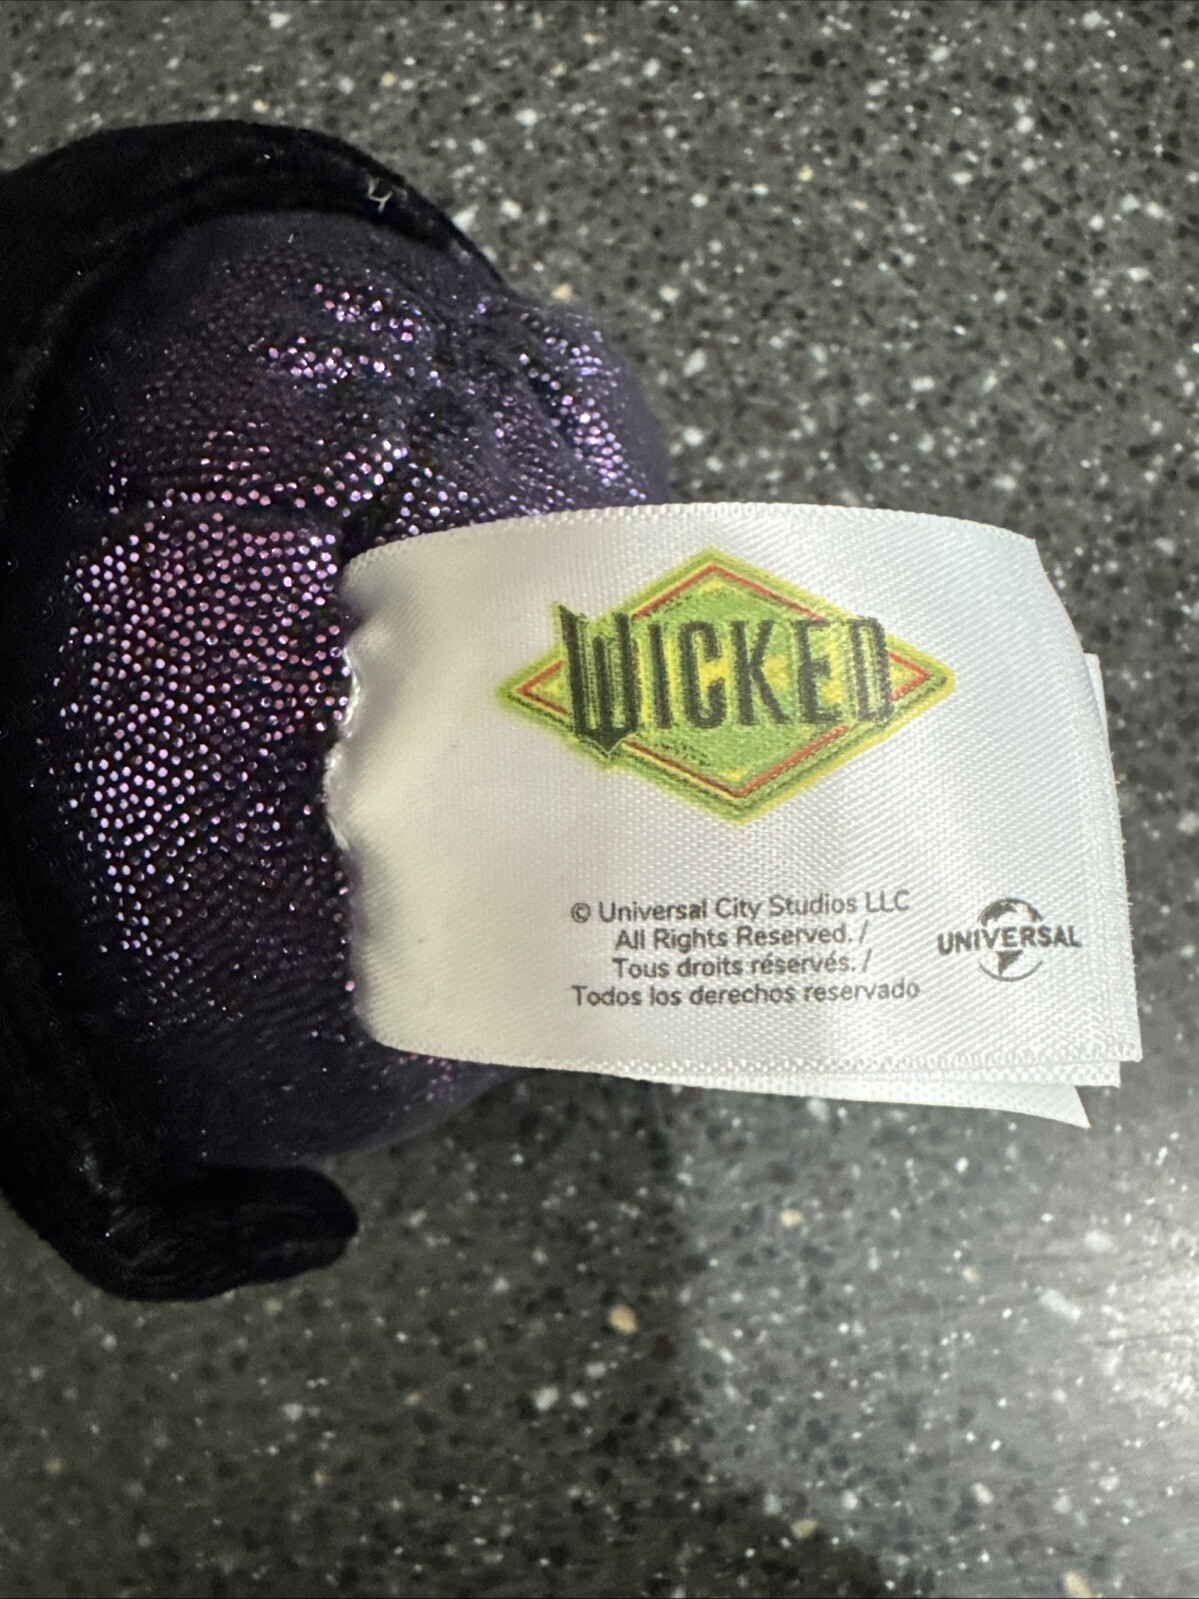 WICKED
© Universal City Studios LLC
All Rights Reserved. /
Tous droits réservés. /
Todos los derechos reservado
UNIVERSAL